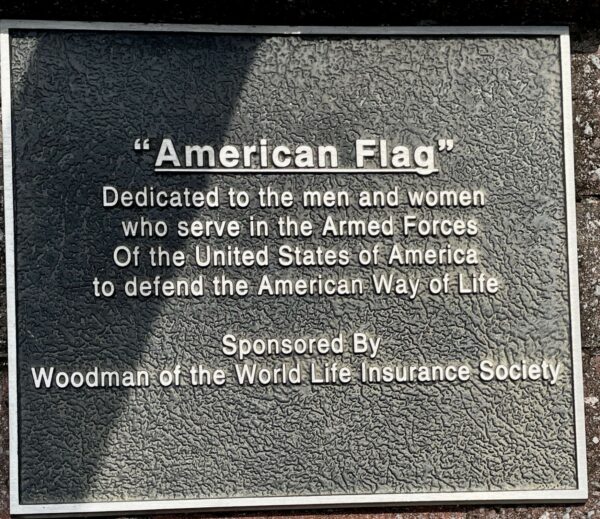 “American Flag”
Dedicated to the men and women
who serve in the Armed Forces
Of the United States of America
to defend the American Way of Life
Sponsored By
Woodman of the World Life Insurance Society